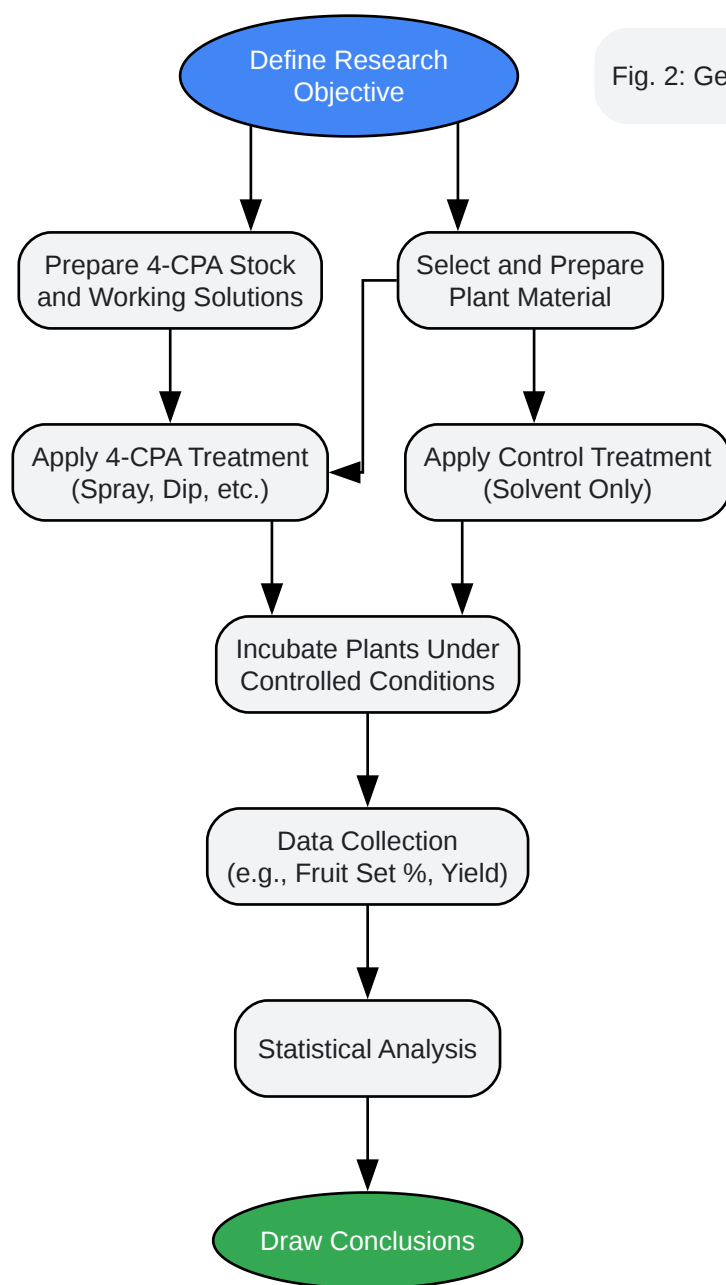 Define Research
Objective
Fig. 2: Ge
Prepare 4-CPA Stock
and Working Solutions
Select and Prepare
Plant Material
Apply 4-CPA Treatment
(Spray, Dip, etc.)
Apply Control Treatment
(Solvent Only)
Incubate Plants Under
Controlled Conditions
Data Collection
(e.g., Fruit Set %, Yield)
Statistical Analysis
Draw Conclusions